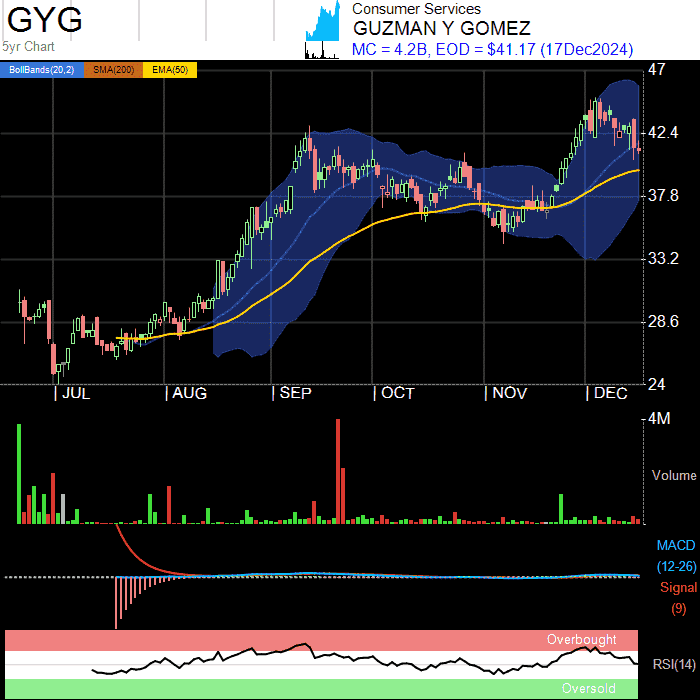 GYG
5yr Chart
Consumer Services
GUZMAN Y GOMEZ
MC = 4.2B, EOD = $41.17 (17Dec2024)
BollBands(20,2) SMA(200) EMA(50)
47
42.4
37.8
33.2
28.6
24
| JUL | AUG | SEP | OCT | NOV | DEC
4M
Volume
MACD
(12-26)
Signal
(9)
Overbought
RSI(14)
Oversold